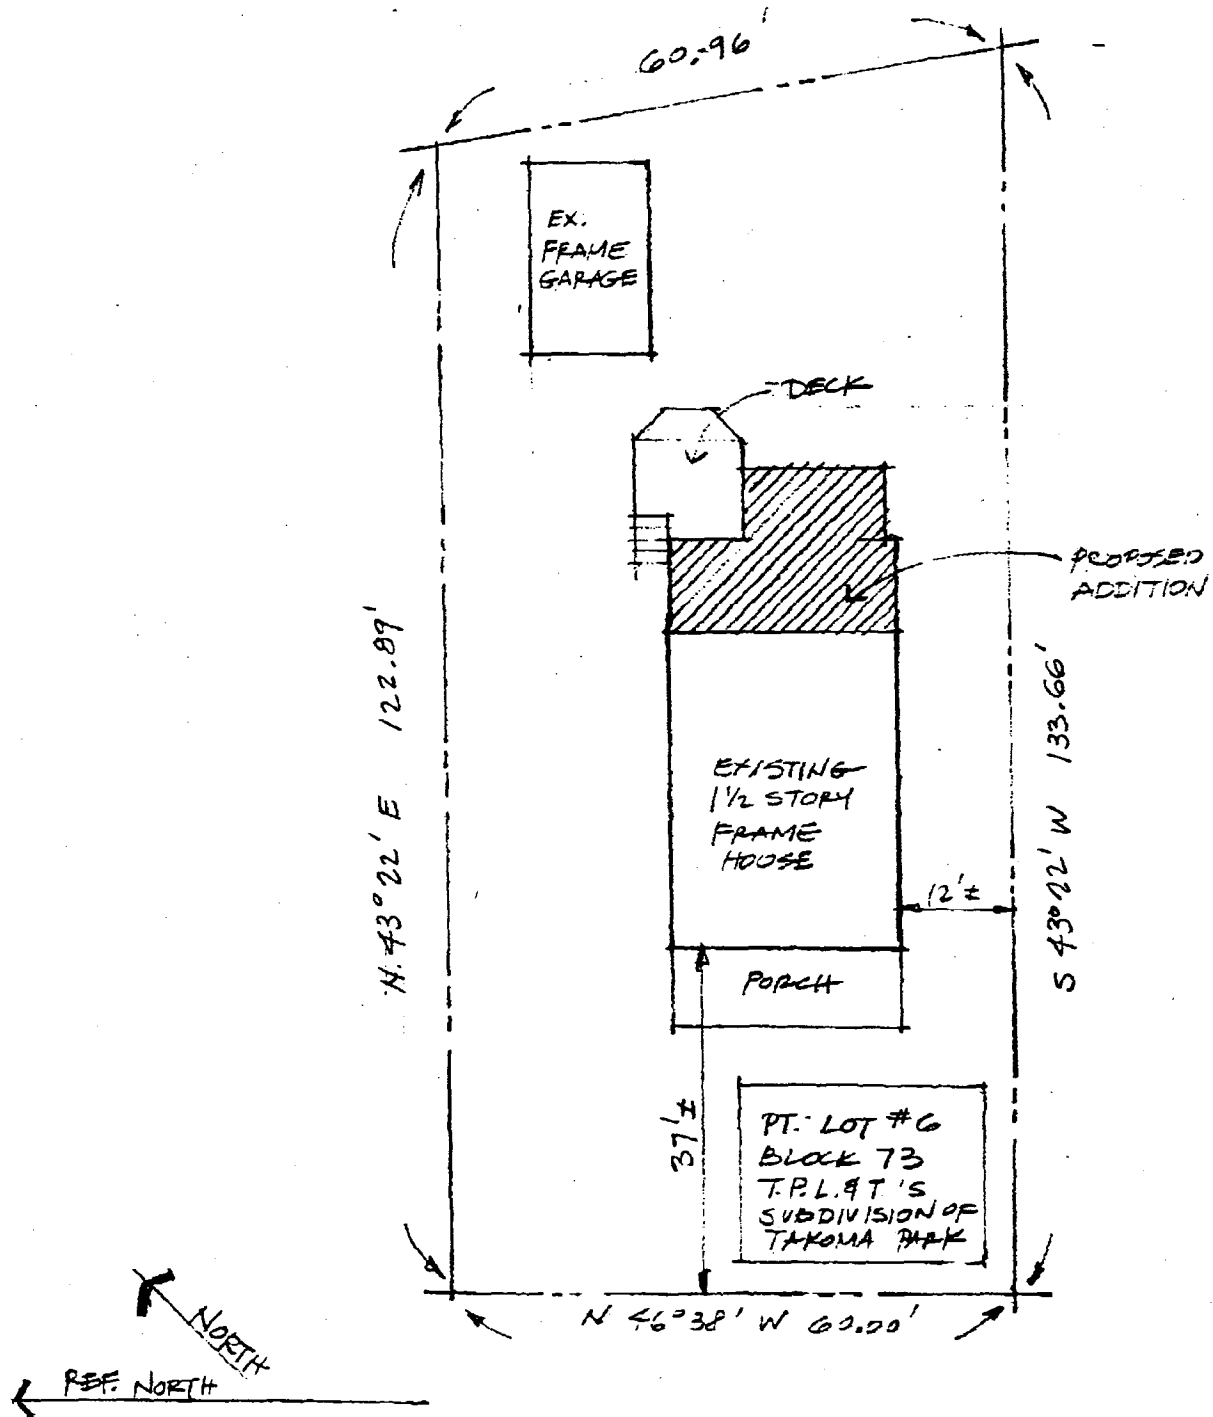 60.96'
EX.
FRAME
GARAGE
DECK
PROPOSED
ADDITION
N. 43° 22' E 122.89'
S 43° 22' W 133.66'
EXISTING
1 1/2 STORY
FRAME
HOUSE
12'±
PORCH
37'±
PT. LOT #6
BLOCK 73
T.P.L. & T.'S
SUBDIVISION OF
TAKOMA PARK
N 46° 38' W 60.00'
NORTH
REF. NORTH